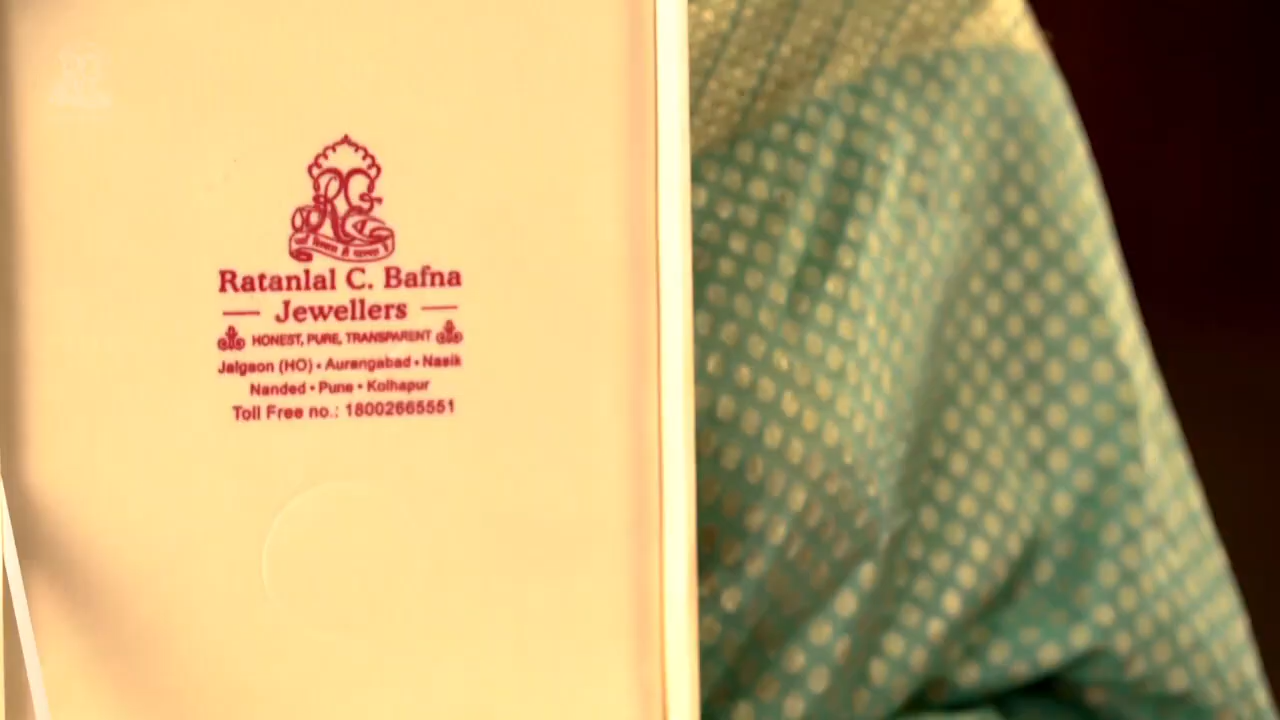 Ratanlal C. Bafna
Jewellers
HONEST, PURE, TRANSPARENT
Jalgaon (HO) • Aurangabad • Nasik
Nanded • Pune • Kolhapur
Toll Free no.: 18002665551